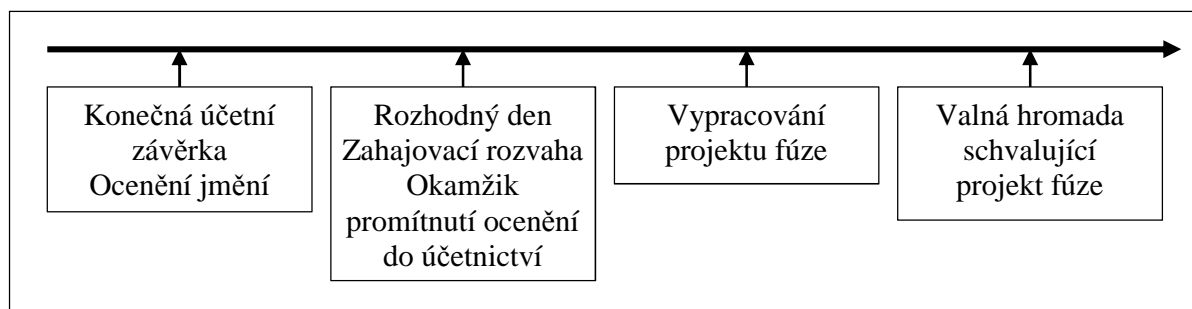 Konečná účetní
závěrka
Ocenění jmění
Rozhodný den
Zahajovací rozvaha
Okamžik
promítnutí ocenění
do účetnictví
Vypracování
projektu fúze
Valná hromada
schvalující
projekt fúze